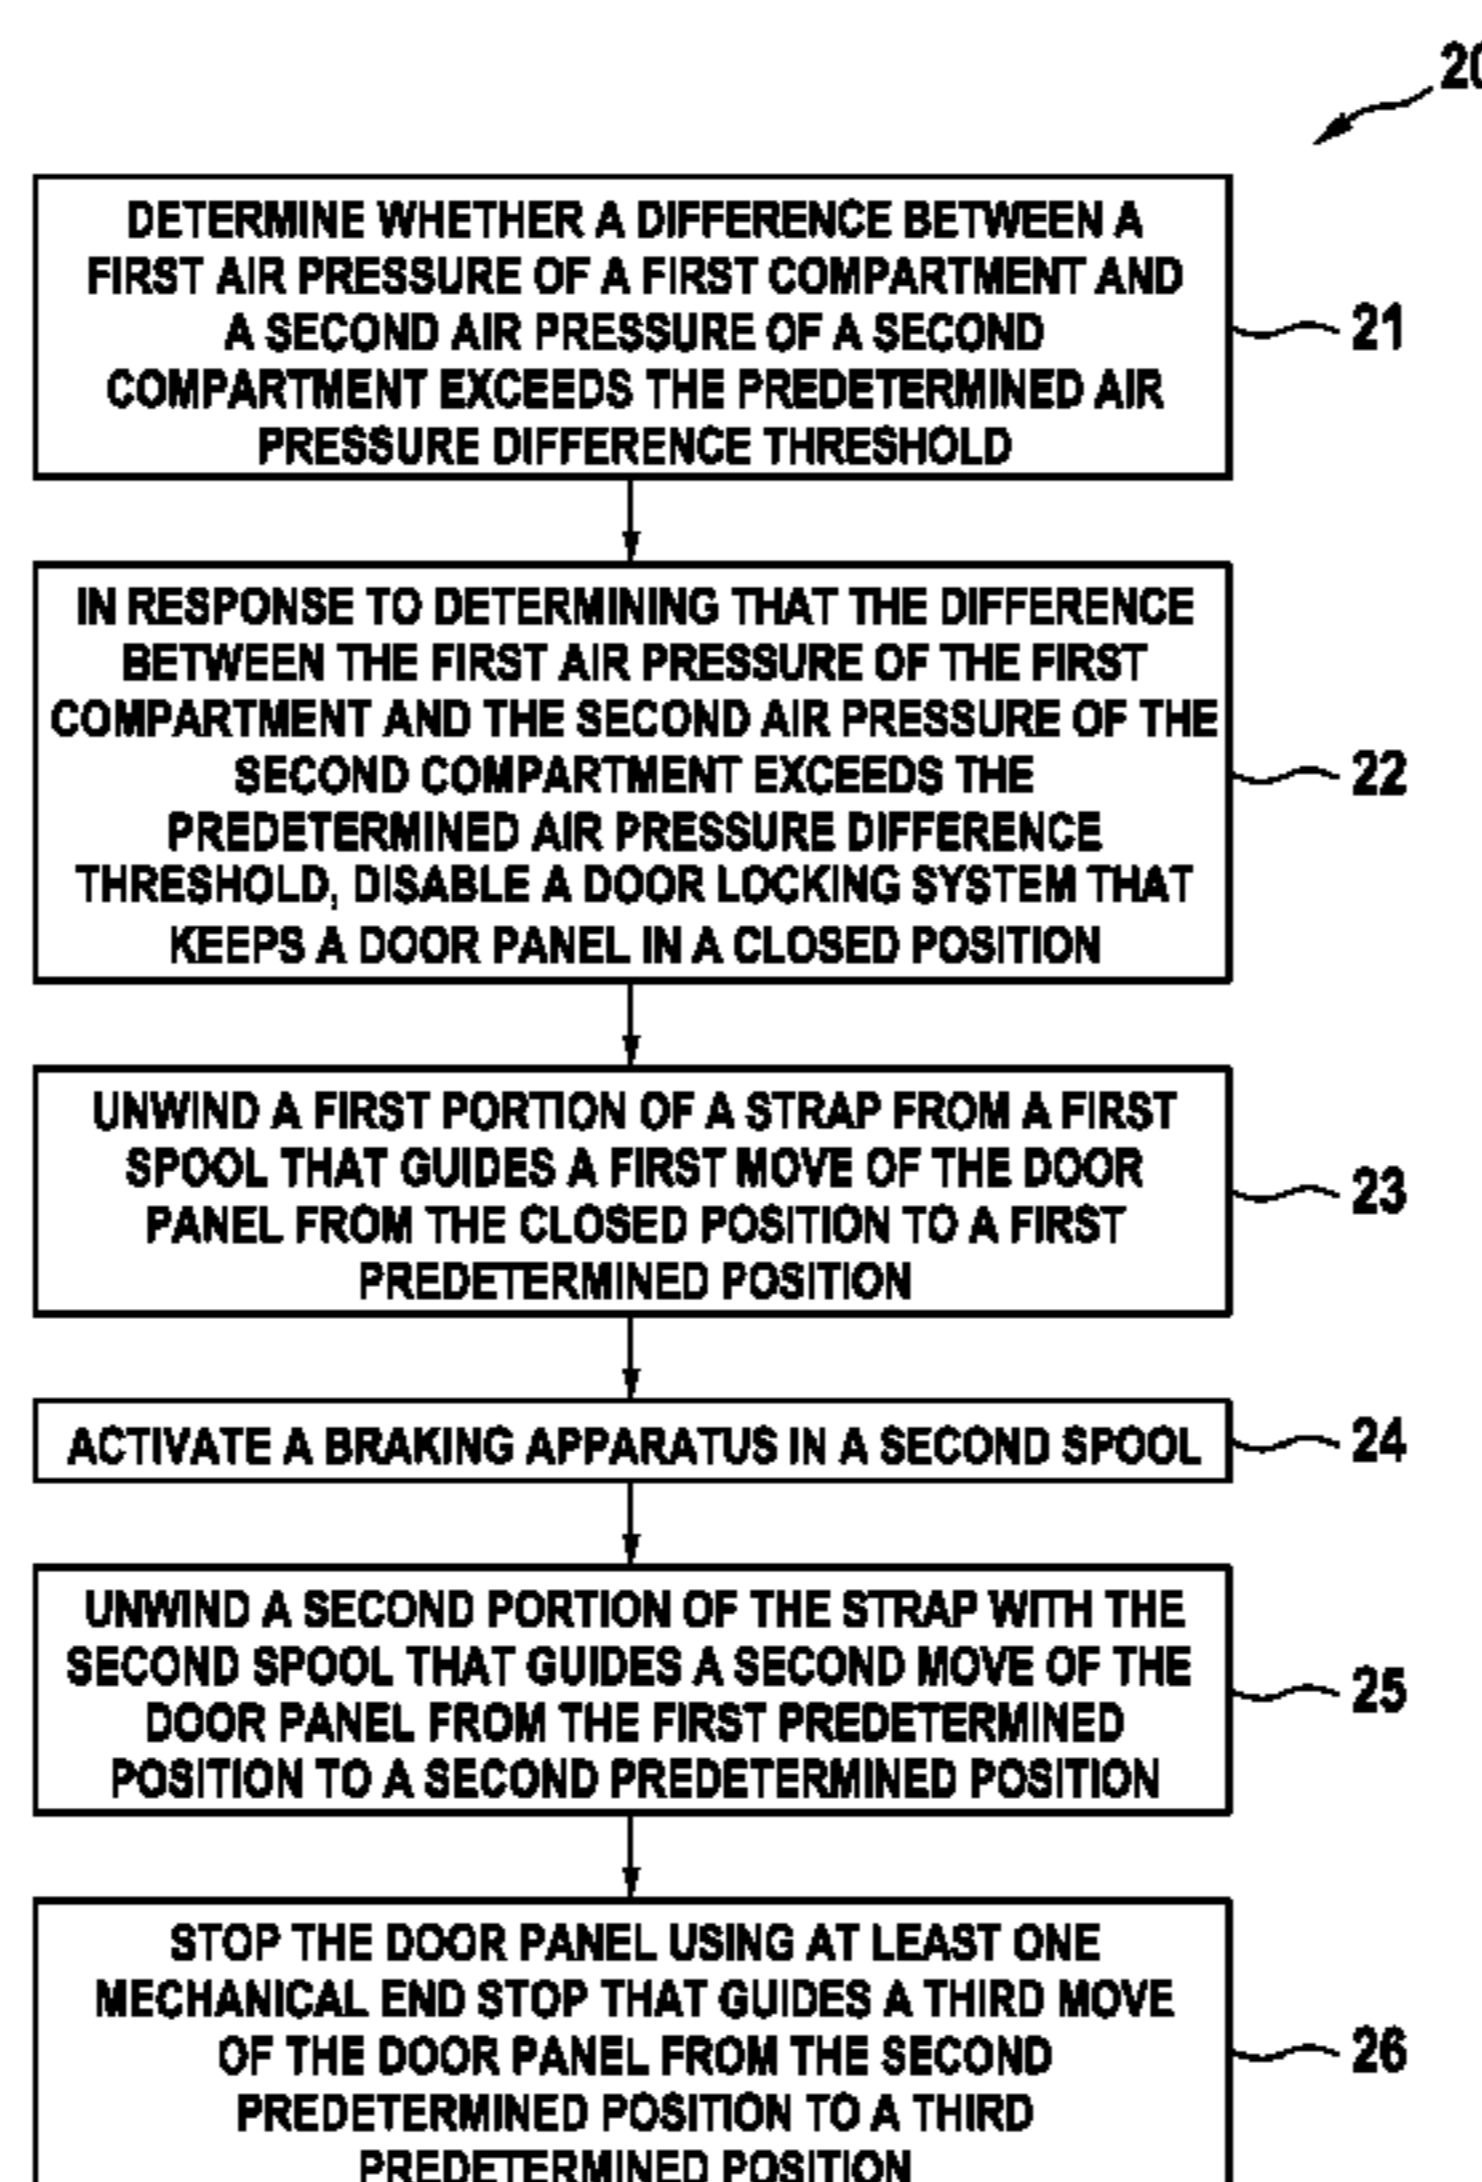 20
DETERMINE WHETHER A DIFFERENCE BETWEEN A
FIRST AIR PRESSURE OF A FIRST COMPARTMENT AND
A SECOND AIR PRESSURE OF A SECOND
COMPARTMENT EXCEEDS THE PREDETERMINED AIR
PRESSURE DIFFERENCE THRESHOLD
21
IN RESPONSE TO DETERMINING THAT THE DIFFERENCE
BETWEEN THE FIRST AIR PRESSURE OF THE FIRST
COMPARTMENT AND THE SECOND AIR PRESSURE OF THE
SECOND COMPARTMENT EXCEEDS THE
PREDETERMINED AIR PRESSURE DIFFERENCE
THRESHOLD, DISABLE A DOOR LOCKING SYSTEM THAT
KEEPS A DOOR PANEL IN A CLOSED POSITION
22
UNWIND A FIRST PORTION OF A STRAP FROM A FIRST
SPOOL THAT GUIDES A FIRST MOVE OF THE DOOR
PANEL FROM THE CLOSED POSITION TO A FIRST
PREDETERMINED POSITION
23
ACTIVATE A BRAKING APPARATUS IN A SECOND SPOOL
24
UNWIND A SECOND PORTION OF THE STRAP WITH THE
SECOND SPOOL THAT GUIDES A SECOND MOVE OF THE
DOOR PANEL FROM THE FIRST PREDETERMINED
POSITION TO A SECOND PREDETERMINED POSITION
25
STOP THE DOOR PANEL USING AT LEAST ONE
MECHANICAL END STOP THAT GUIDES A THIRD MOVE
OF THE DOOR PANEL FROM THE SECOND
PREDETERMINED POSITION TO A THIRD
PREDETERMINED POSITION
26